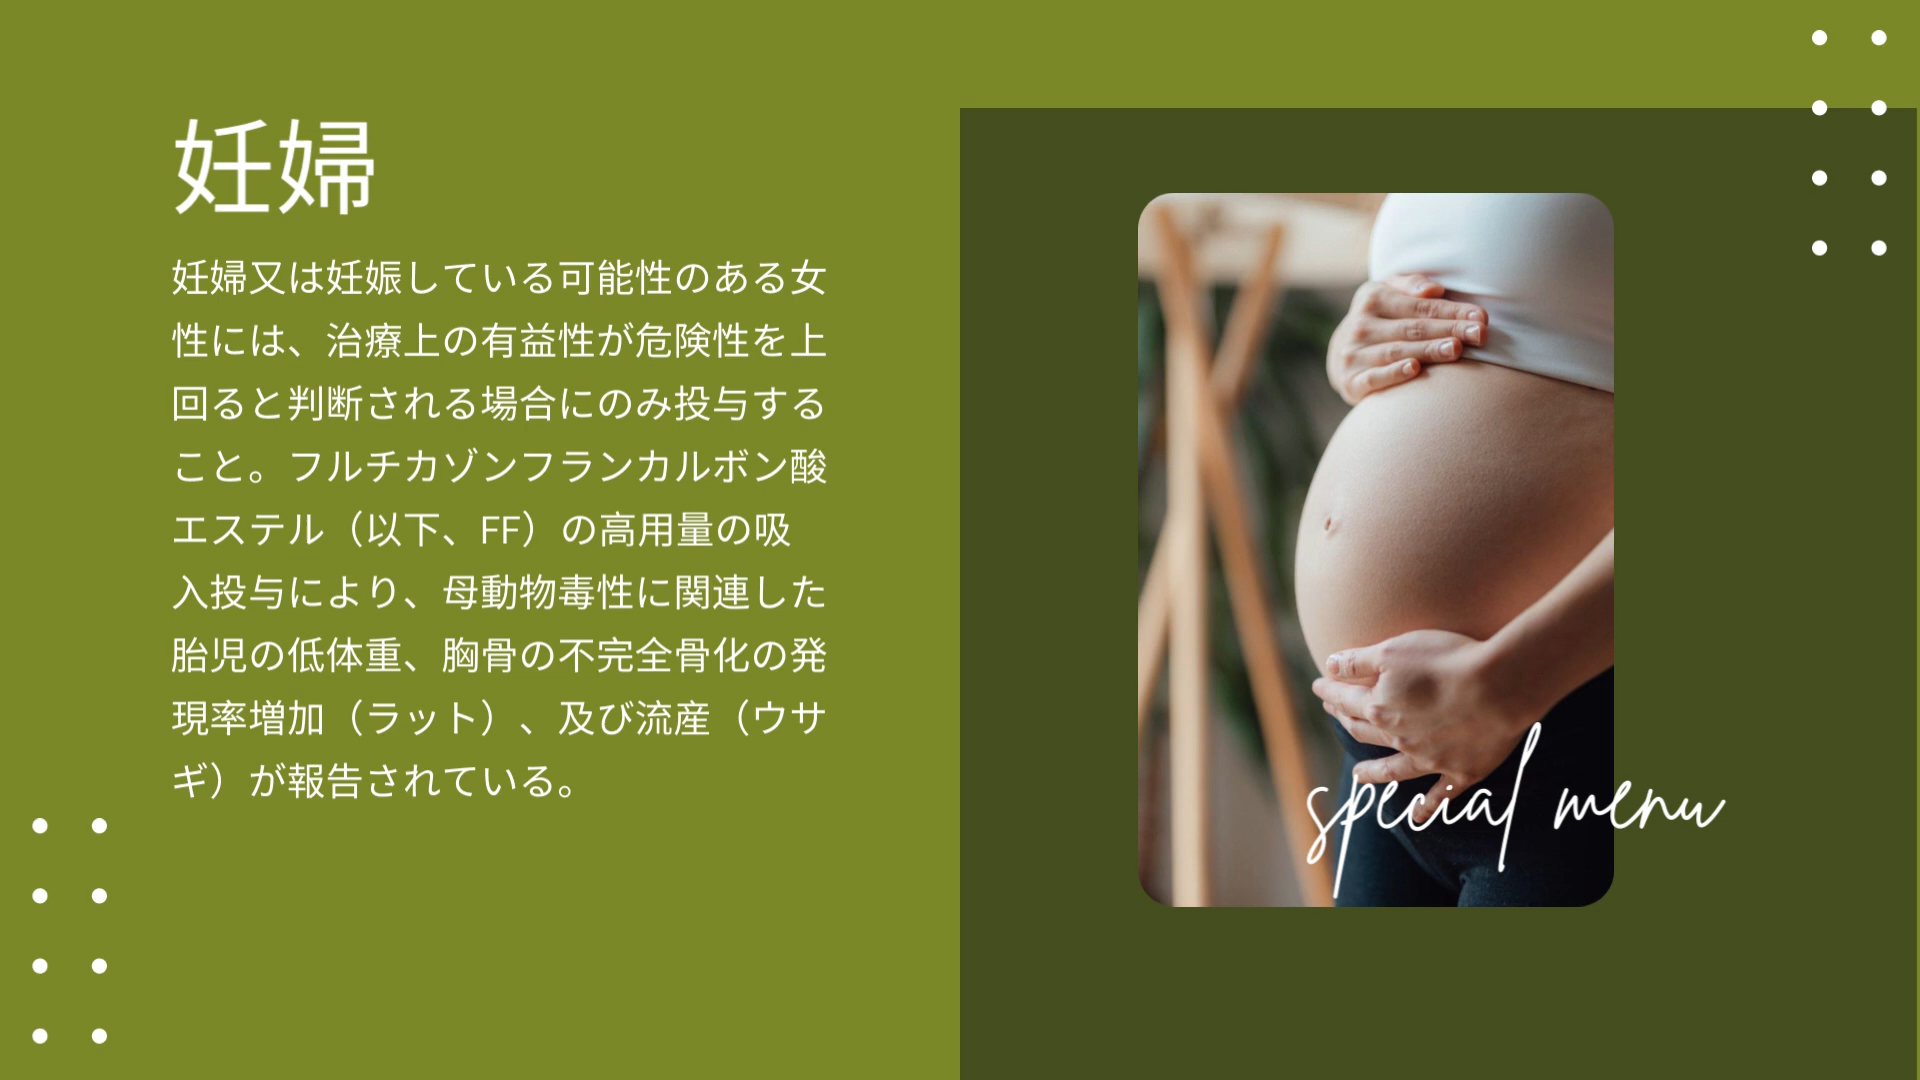 妊婦
妊婦又は妊娠している可能性のある女
性には、治療上の有益性が危険性を上
回ると判断される場合にのみ投与する
こと。フルチカゾンフランカルボン酸
エステル（以下、FF）の高用量の吸
入投与により、母動物毒性に関連した
胎児の低体重、胸骨の不完全骨化の発
現率増加（ラット）、及び流産（ウサ
ギ）が報告されている。
special menu